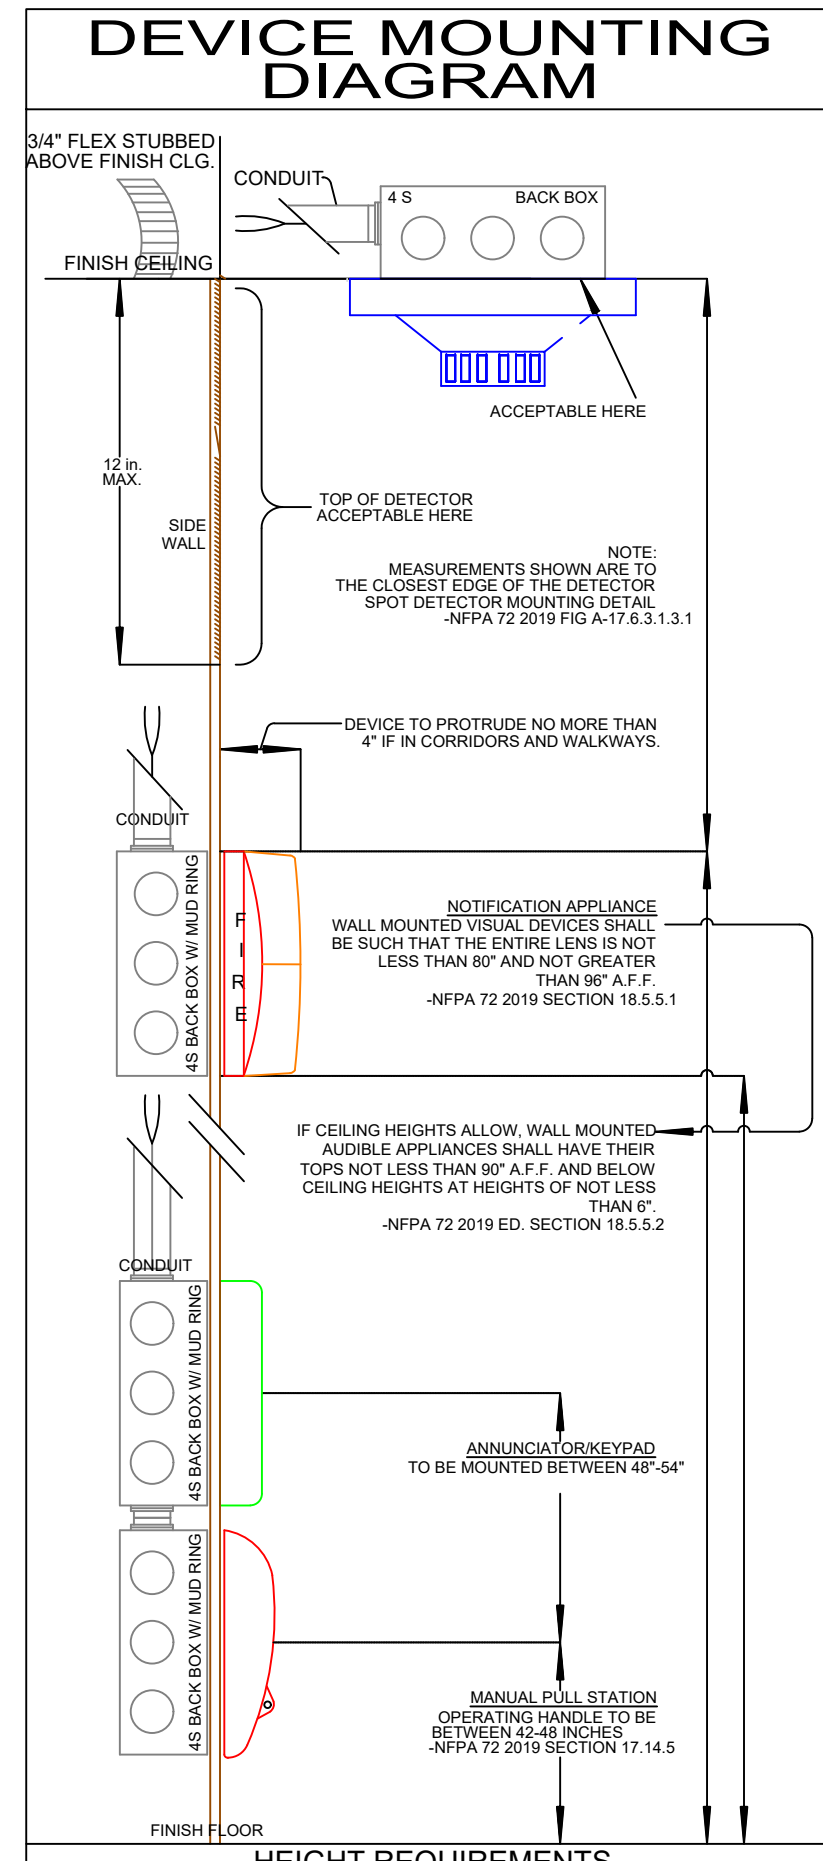 DEVICE MOUNTING
DIAGRAM
3/4" FLEX STUBBED
ABOVE FINISH CLG.
CONDUIT
4 S
BACK BOX
FINISH CEILING
ACCEPTABLE HERE
12 in.
MAX.
SIDE
WALL
TOP OF DETECTOR
ACCEPTABLE HERE
NOTE:
MEASUREMENTS SHOWN ARE TO
THE CLOSEST EDGE OF THE DETECTOR
SPOT DETECTOR MOUNTING DETAIL
-NFPA 72 2019 FIG A-17.6.3.1.3.1
DEVICE TO PROTRUDE NO MORE THAN
4" IF IN CORRIDORS AND WALKWAYS.
CONDUIT
4S BACK BOX W/ MUD RING
F
I
R
E
NOTIFICATION APPLIANCE
WALL MOUNTED VISUAL DEVICES SHALL
BE SUCH THAT THE ENTIRE LENS IS NOT
LESS THAN 80" AND NOT GREATER
THAN 96" A.F.F.
-NFPA 72 2019 SECTION 18.5.5.1
IF CEILING HEIGHTS ALLOW, WALL MOUNTED
AUDIBLE APPLIANCES SHALL HAVE THEIR
TOPS NOT LESS THAN 90" A.F.F. AND BELOW
CEILING HEIGHTS AT HEIGHTS OF NOT LESS
THAN 6".
-NFPA 72 2019 ED. SECTION 18.5.5.2
CONDUIT
4S BACK BOX W/ MUD RING
ANNUNCIATOR/KEYPAD
TO BE MOUNTED BETWEEN 48"-54"
4S BACK BOX W/ MUD RING
MANUAL PULL STATION
OPERATING HANDLE TO BE
BETWEEN 42-48 INCHES
-NFPA 72 2019 SECTION 17.14.5
FINISH FLOOR
HEIGHT REQUIREMENTS